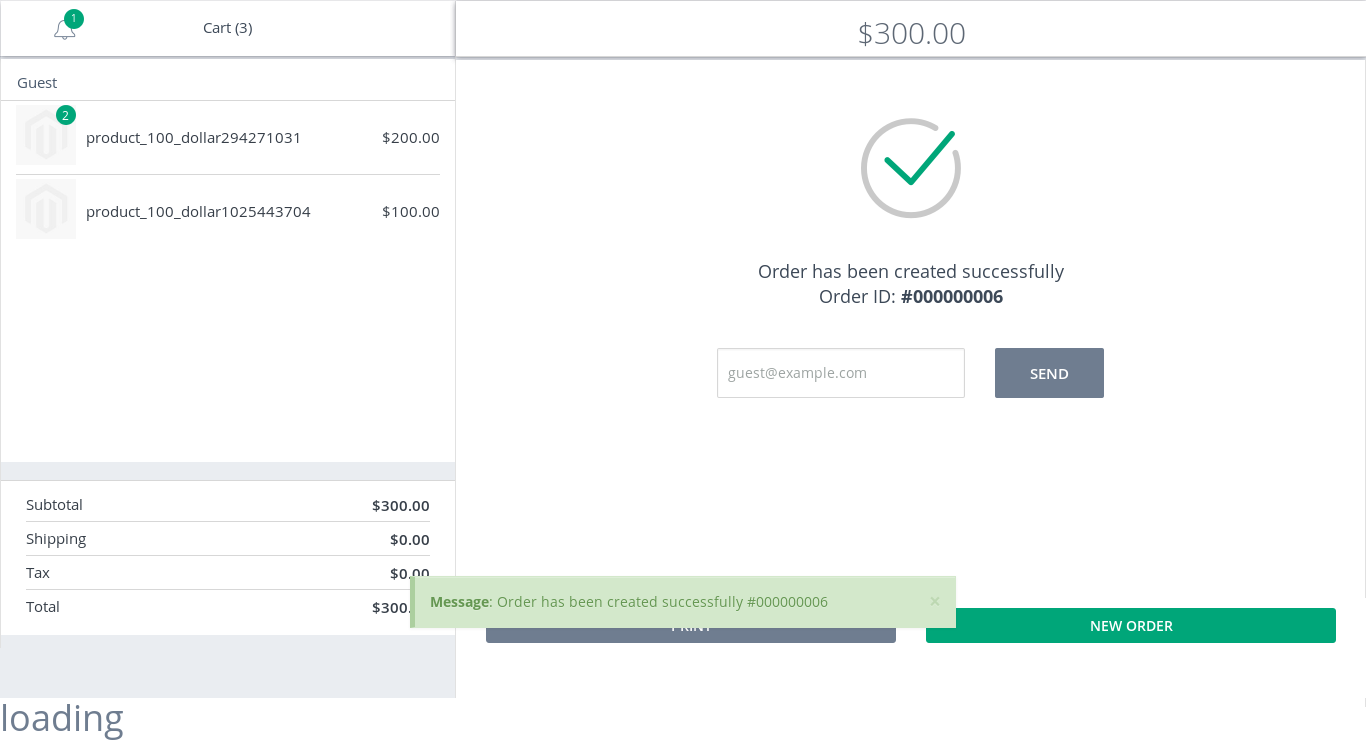 1
Cart (3)
$300.00
Guest
2
product_100_dollar294271031 $200.00
product_100_dollar1025443704 $100.00
Order has been created successfully
Order ID: #000000006
guest@example.com
SEND
Subtotal $300.00
Shipping $0.00
Tax $0.00
Total $300.
Message: Order has been created successfully #000000006 ×
PRINT
NEW ORDER
loading